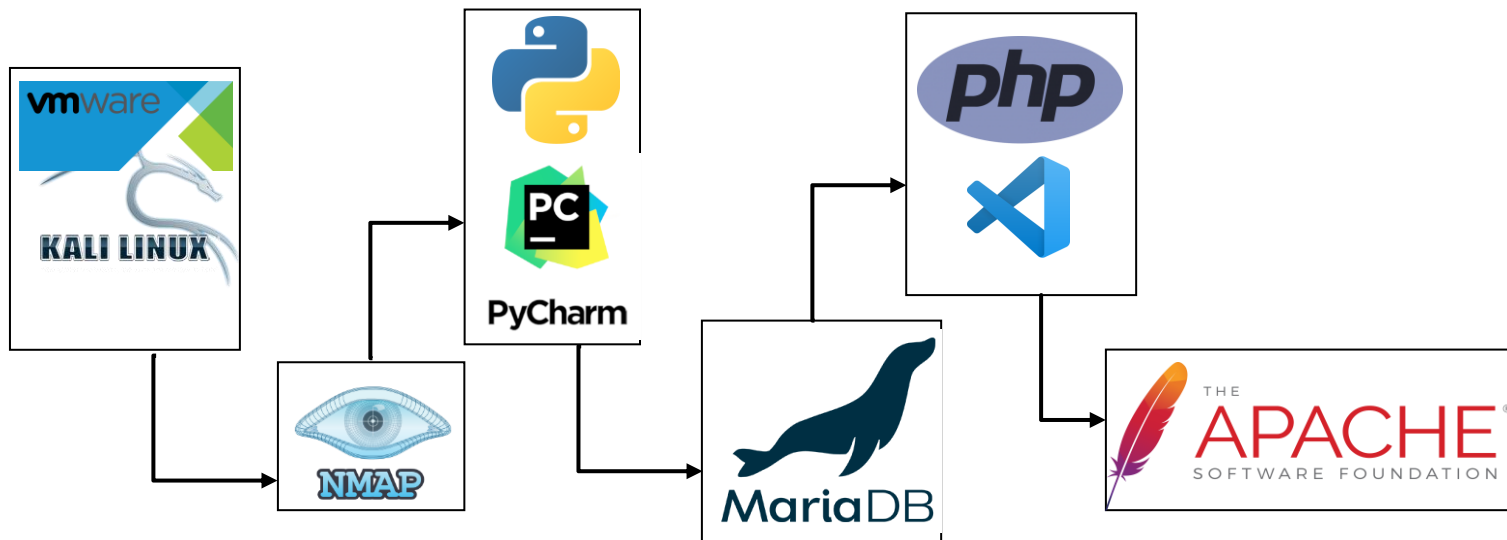 vmware
KALI LINUX
NMAP
PC
PyCharm
MariaDB
php
THE
APACHE®
SOFTWARE FOUNDATION